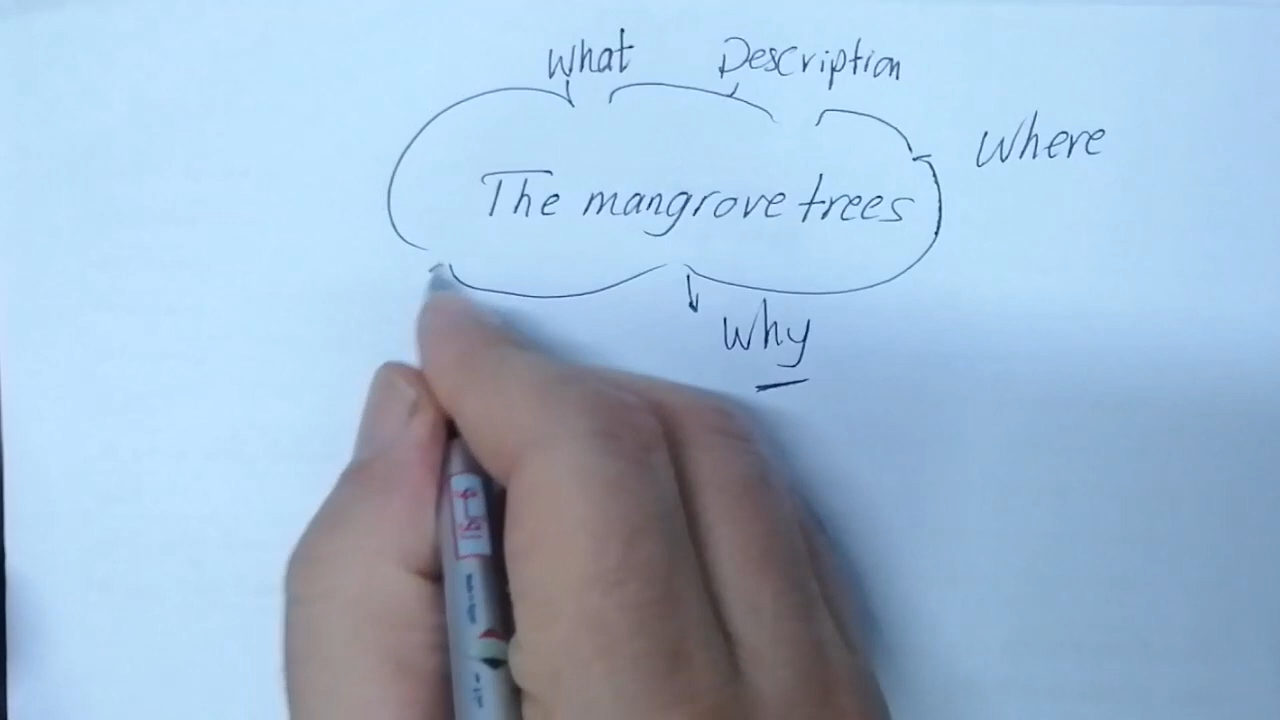 What
Description
Where
The mangrove trees
Why